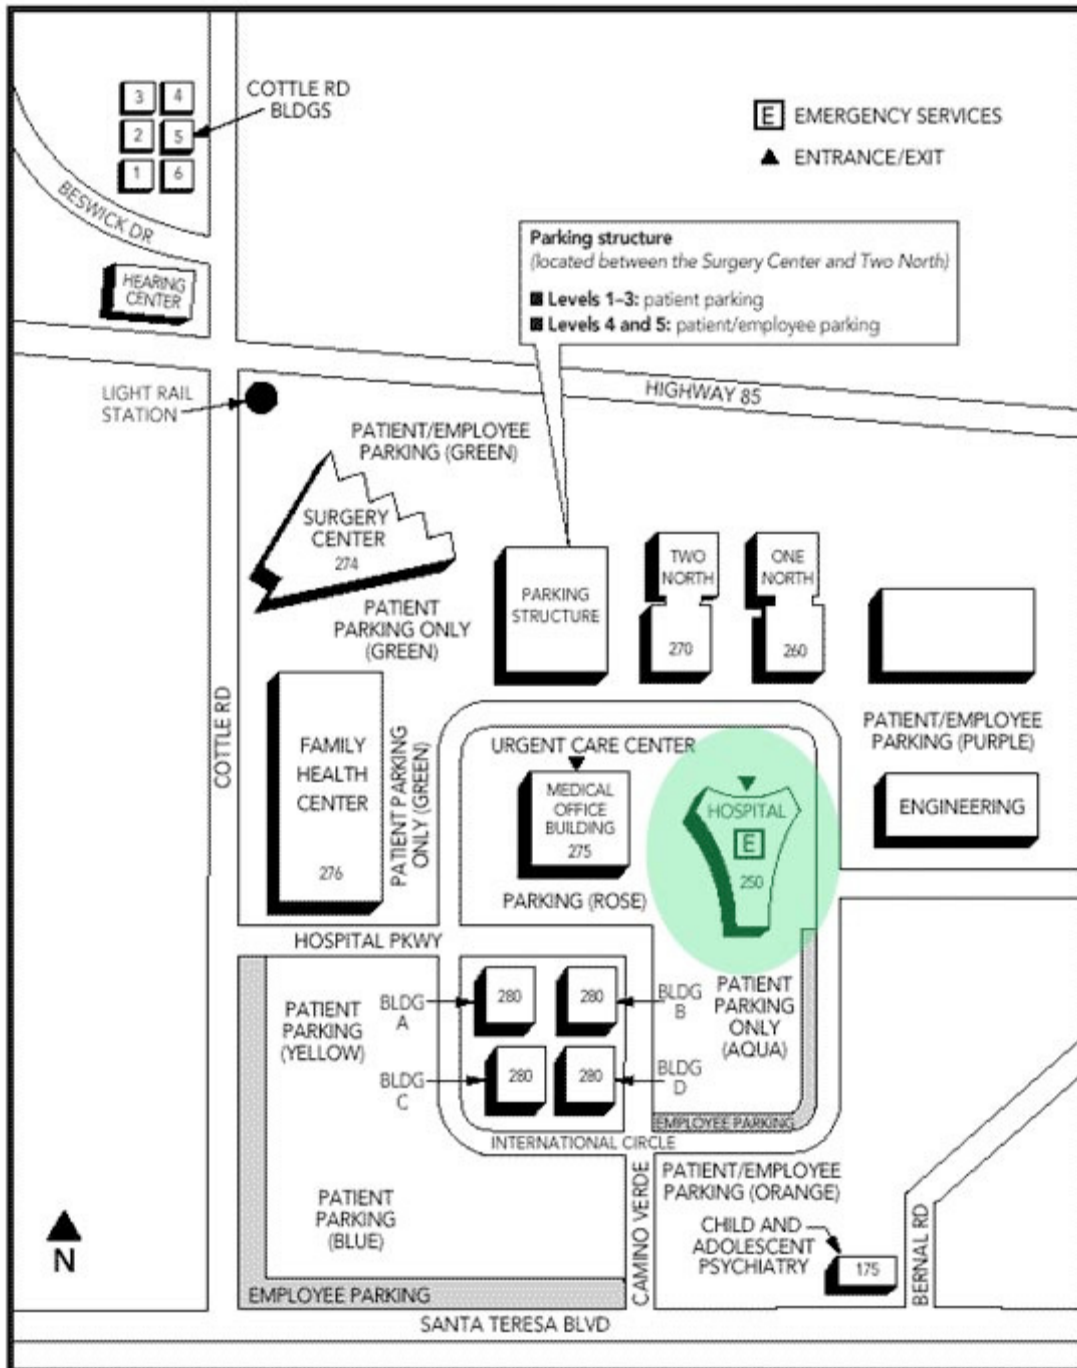 3 4
2 5
1 6
COTTLE RD
BLDGS
E EMERGENCY SERVICES
▲ ENTRANCE/EXIT
BESWICK DR
HEARING
CENTER
Parking structure
(located between the Surgery Center and Two North)
■ Levels 1–3: patient parking
■ Levels 4 and 5: patient/employee parking
LIGHT RAIL
STATION
HIGHWAY 85
PATIENT/EMPLOYEE
PARKING (GREEN)
SURGERY
CENTER
274
PATIENT
PARKING ONLY
(GREEN)
PARKING
STRUCTURE
TWO
NORTH
270
ONE
NORTH
260
COTTLE RD
FAMILY
HEALTH
CENTER
276
PATIENT PARKING
ONLY (GREEN)
URGENT CARE CENTER
MEDICAL
OFFICE
BUILDING
275
PARKING (ROSE)
HOSPITAL
E
250
PATIENT/EMPLOYEE
PARKING (PURPLE)
ENGINEERING
HOSPITAL PKWY
PATIENT
PARKING
(YELLOW)
BLDG
A
280
280
BLDG
B
BLDG
C
280
280
BLDG
D
PATIENT
PARKING
ONLY
(AQUA)
EMPLOYEE PARKING
INTERNATIONAL CIRCLE
PATIENT
PARKING
(BLUE)
CAMINO VERDE
PATIENT/EMPLOYEE
PARKING (ORANGE)
CHILD AND
ADOLESCENT
PSYCHIATRY
175
BERNAL RD
N
EMPLOYEE PARKING
SANTA TERESA BLVD